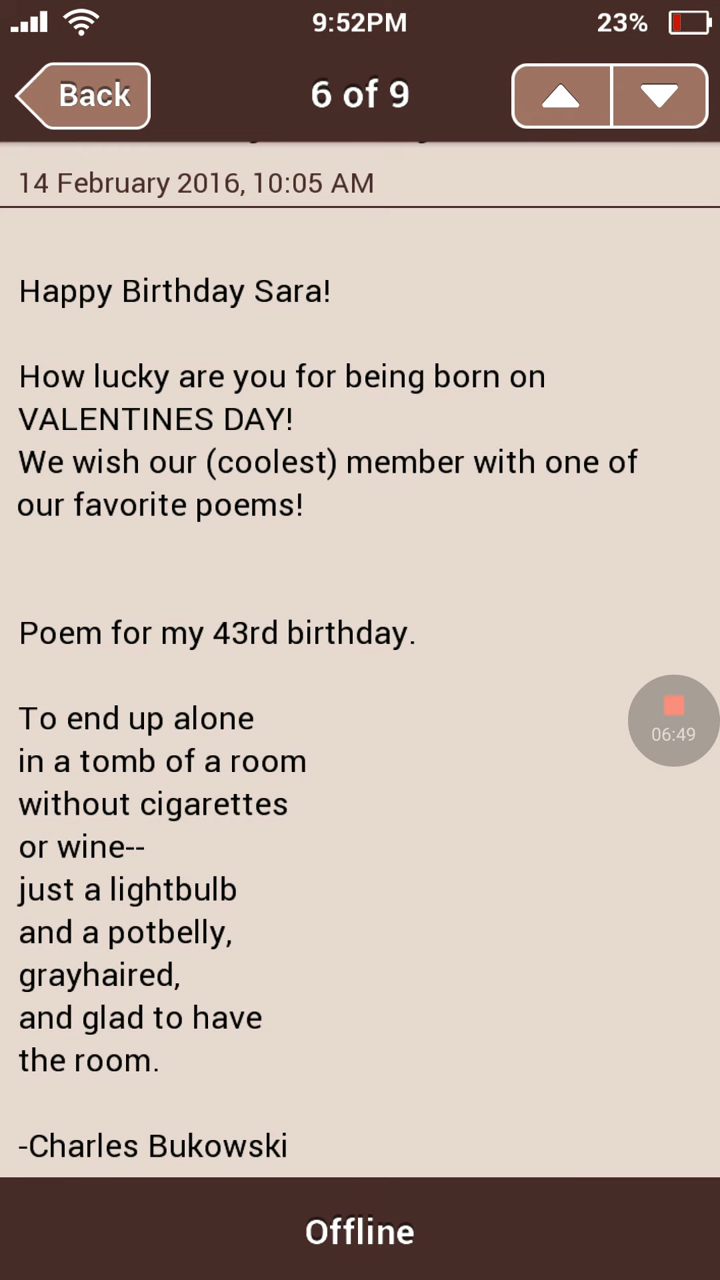 9:52PM
23%
Back
6 of 9
14 February 2016, 10:05 AM
Happy Birthday Sara!
How lucky are you for being born on
VALENTINES DAY!
We wish our (coolest) member with one of
our favorite poems!
Poem for my 43rd birthday.
To end up alone
in a tomb of a room
without cigarettes
or wine--
just a lightbulb
and a potbelly,
grayhaired,
and glad to have
the room.
-Charles Bukowski
06:49
Offline